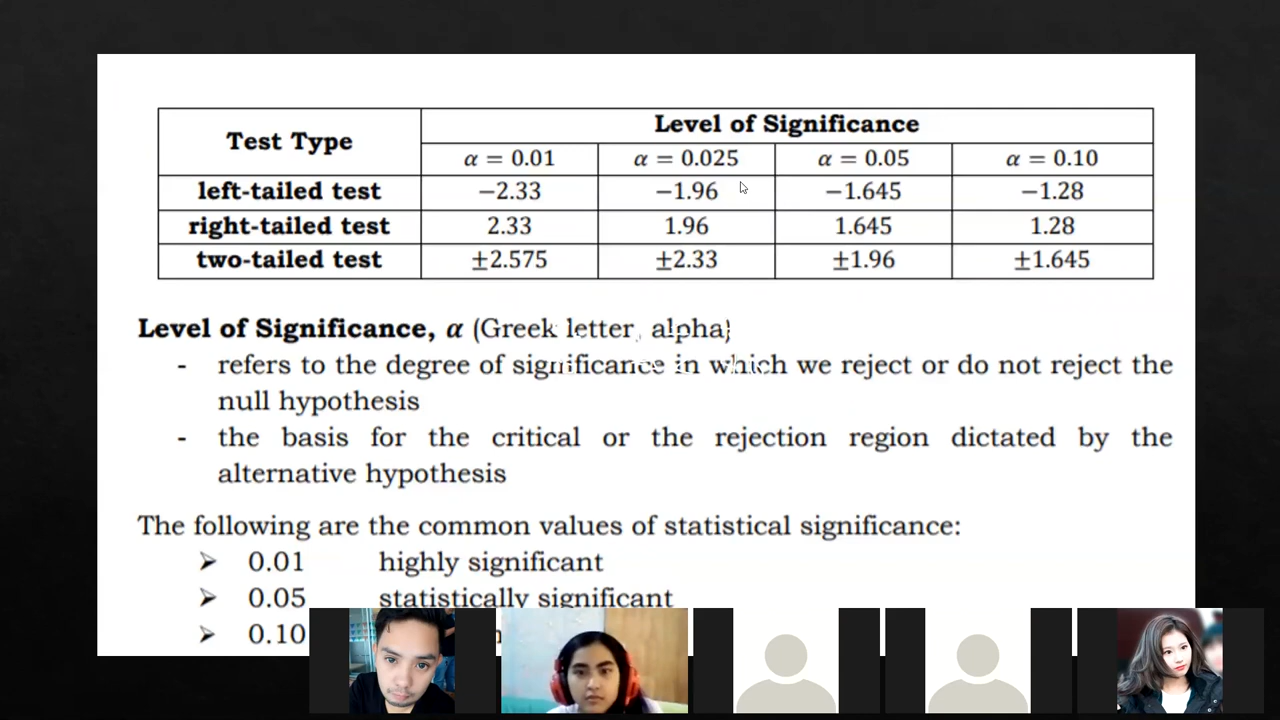 Test Type
Level of Significance
α = 0.01 α = 0.025 α = 0.05 α = 0.10
left-tailed test −2.33 −1.96 −1.645 −1.28
right-tailed test 2.33 1.96 1.645 1.28
two-tailed test ±2.575 ±2.33 ±1.96 ±1.645
Level of Significance, α (Greek letter, alpha)
- refers to the degree of significance in which we reject or do not reject the
null hypothesis
- the basis for the critical or the rejection region dictated by the
alternative hypothesis
The following are the common values of statistical significance:
➢ 0.01 highly significant
➢ 0.05 statistically significant
➢ 0.10